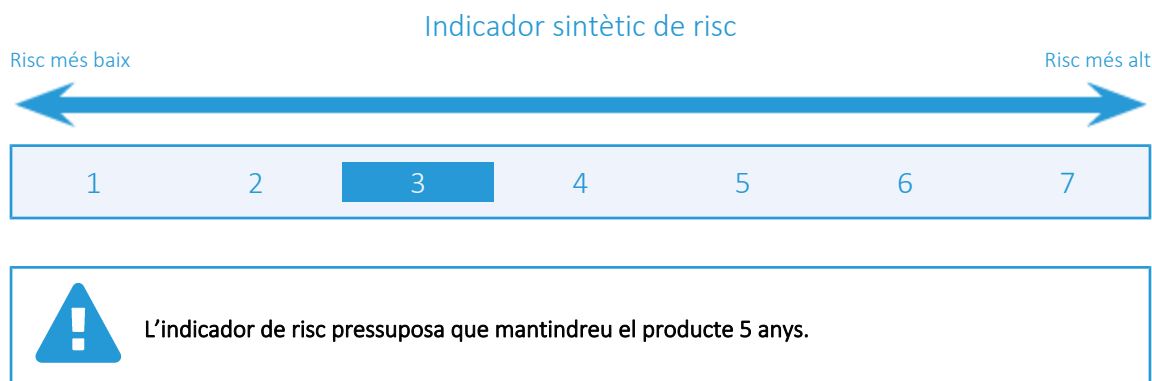 Indicador sintètic de risc
Risc més baix
Risc més alt
1 2 3 4 5 6 7
L’indicador de risc pressuposa que mantindreu el producte 5 anys.